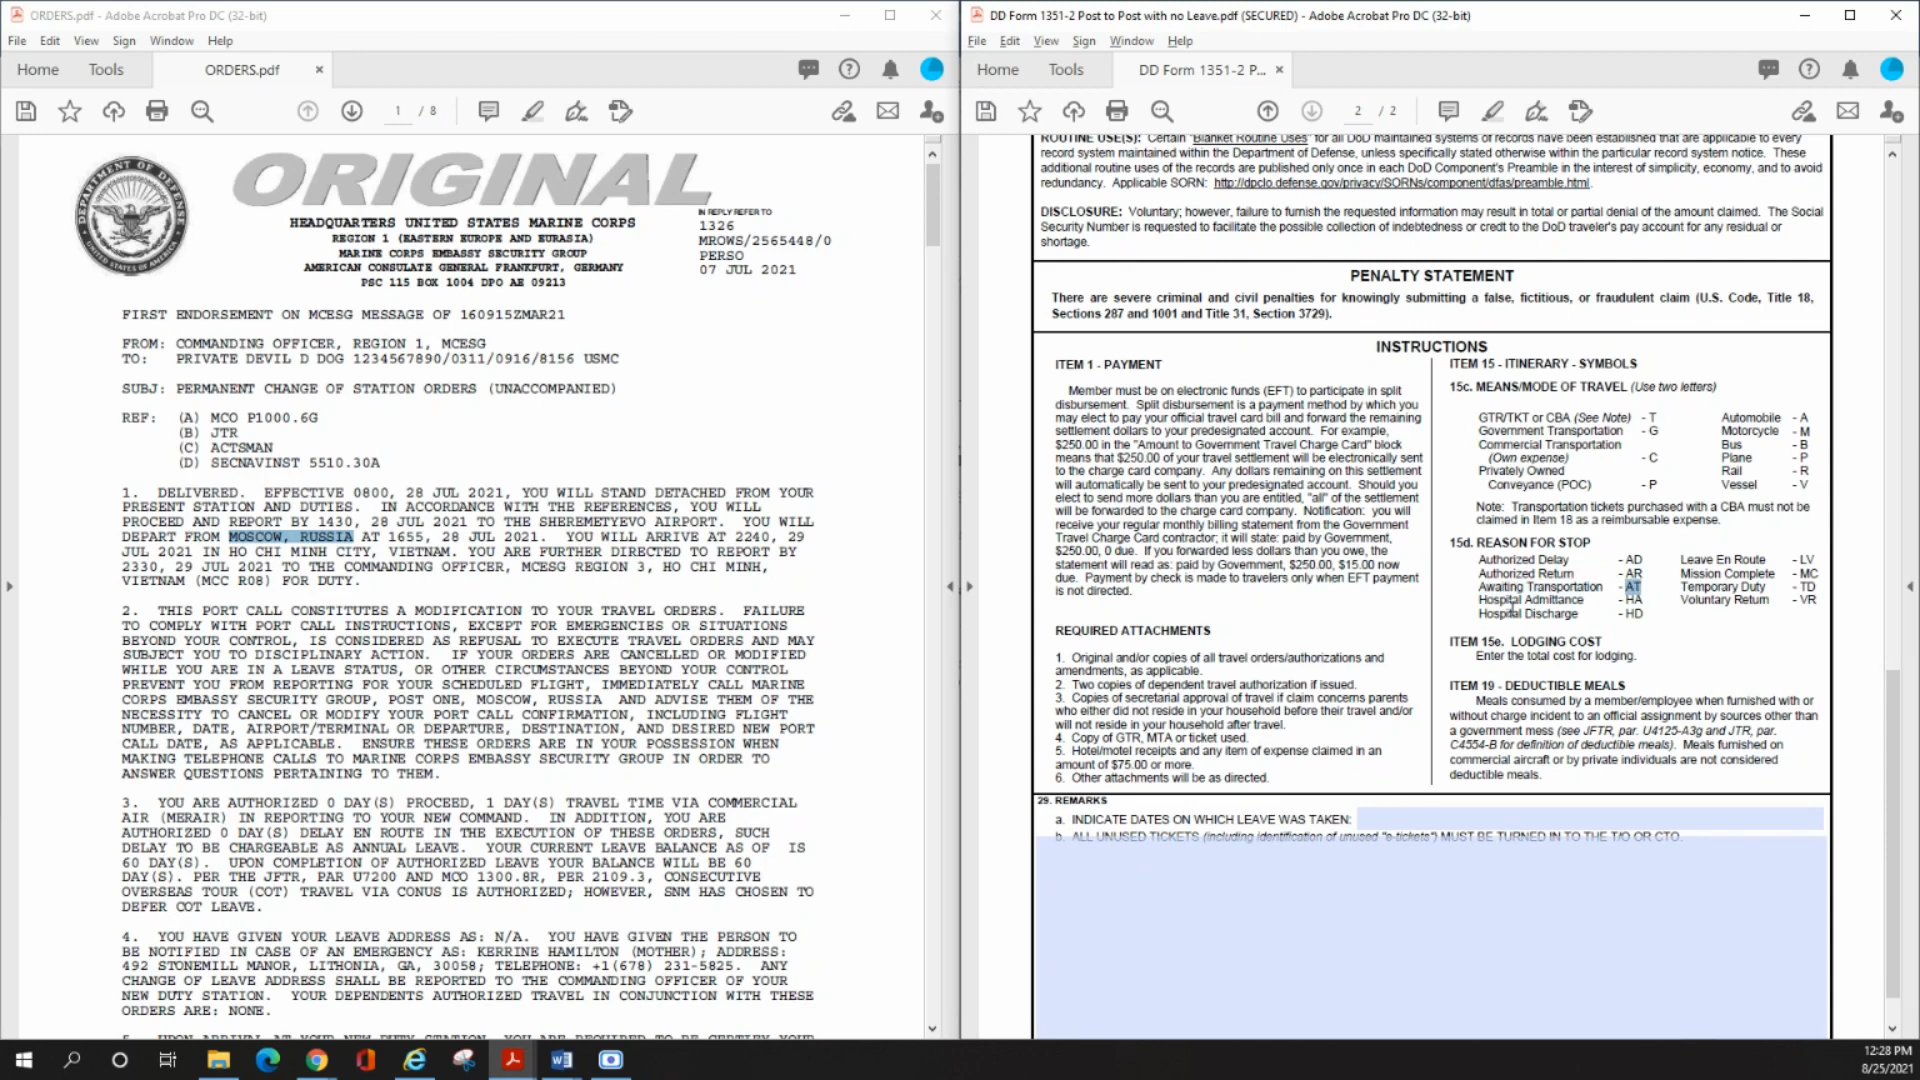 ORDERS.pdf - Adobe Acrobat Pro DC (32-bit)
File Edit View Sign Window Help
Home Tools ORDERS.pdf ×
1 / 8
DEPARTMENT OF DEFENSE
UNITED STATES OF AMERICA
ORIGINAL
HEADQUARTERS UNITED STATES MARINE CORPS
REGION 1 (EASTERN EUROPE AND EURASIA)
MARINE CORPS EMBASSY SECURITY GROUP
AMERICAN CONSULATE GENERAL FRANKFURT, GERMANY
PSC 115 BOX 1004 DPO AE 09213
IN REPLY REFER TO
1326
MROWS/2565448/0
PERSO
07 JUL 2021
FIRST ENDORSEMENT ON MCESG MESSAGE OF 160915ZMAR21
FROM: COMMANDING OFFICER, REGION 1, MCESG
TO: PRIVATE DEVIL D DOG 1234567890/0311/0916/8156 USMC
SUBJ: PERMANENT CHANGE OF STATION ORDERS (UNACCOMPANIED)
REF: (A) MCO P1000.6G
(B) JTR
(C) ACTSMAN
(D) SECNAVINST 5510.30A
1. DELIVERED. EFFECTIVE 0800, 28 JUL 2021, YOU WILL STAND DETACHED FROM YOUR
PRESENT STATION AND DUTIES. IN ACCORDANCE WITH THE REFERENCES, YOU WILL
PROCEED AND REPORT BY 1430, 28 JUL 2021 TO THE SHEREMETYEVO AIRPORT. YOU WILL
DEPART FROM MOSCOW, RUSSIA AT 1655, 28 JUL 2021. YOU WILL ARRIVE AT 2240, 29
JUL 2021 IN HO CHI MINH CITY, VIETNAM. YOU ARE FURTHER DIRECTED TO REPORT BY
2330, 29 JUL 2021 TO THE COMMANDING OFFICER, MCESG REGION 3, HO CHI MINH,
VIETNAM (MCC R08) FOR DUTY.
2. THIS PORT CALL CONSTITUTES A MODIFICATION TO YOUR TRAVEL ORDERS. FAILURE
TO COMPLY WITH PORT CALL INSTRUCTIONS, EXCEPT FOR EMERGENCIES OR SITUATIONS
BEYOND YOUR CONTROL, IS CONSIDERED AS REFUSAL TO EXECUTE TRAVEL ORDERS AND MAY
SUBJECT YOU TO DISCIPLINARY ACTION. IF YOUR ORDERS ARE CANCELLED OR MODIFIED
WHILE YOU ARE IN A LEAVE STATUS, OR OTHER CIRCUMSTANCES BEYOND YOUR CONTROL
PREVENT YOU FROM REPORTING FOR YOUR SCHEDULED FLIGHT, IMMEDIATELY CALL MARINE
CORPS EMBASSY SECURITY GROUP, POST ONE, MOSCOW, RUSSIA AND ADVISE THEM OF THE
NECESSITY TO CANCEL OR MODIFY YOUR PORT CALL CONFIRMATION, INCLUDING FLIGHT
NUMBER, DATE, AIRPORT/TERMINAL OR DEPARTURE, DESTINATION, AND DESIRED NEW PORT
CALL DATE, AS APPLICABLE. ENSURE THESE ORDERS ARE IN YOUR POSSESSION WHEN
MAKING TELEPHONE CALLS TO MARINE CORPS EMBASSY SECURITY GROUP IN ORDER TO
ANSWER QUESTIONS PERTAINING TO THEM.
3. YOU ARE AUTHORIZED 0 DAY(S) PROCEED, 1 DAY(S) TRAVEL TIME VIA COMMERCIAL
AIR (MERAIR) IN REPORTING TO YOUR NEW COMMAND. IN ADDITION, YOU ARE
AUTHORIZED 0 DAY(S) DELAY EN ROUTE IN THE EXECUTION OF THESE ORDERS, SUCH
DELAY TO BE CHARGEABLE AS ANNUAL LEAVE. YOUR CURRENT LEAVE BALANCE AS OF IS
60 DAY(S). UPON COMPLETION OF AUTHORIZED LEAVE YOUR BALANCE WILL BE 60
DAY(S). PER THE JFTR, PAR U7200 AND MCO 1300.8R, PER 2109.3, CONSECUTIVE
OVERSEAS TOUR (COT) TRAVEL VIA CONUS IS AUTHORIZED; HOWEVER, SNM HAS CHOSEN TO
DEFER COT LEAVE.
4. YOU HAVE GIVEN YOUR LEAVE ADDRESS AS: N/A. YOU HAVE GIVEN THE PERSON TO
BE NOTIFIED IN CASE OF AN EMERGENCY AS: KERRINE HAMILTON (MOTHER); ADDRESS:
492 STONEMILL MANOR, LITHONIA, GA, 30058; TELEPHONE: +1(678) 231-5825. ANY
CHANGE OF LEAVE ADDRESS SHALL BE REPORTED TO THE COMMANDING OFFICER OF YOUR
NEW DUTY STATION. YOUR DEPENDENTS AUTHORIZED TRAVEL IN CONJUNCTION WITH THESE
ORDERS ARE: NONE.
5. UPON ARRIVAL AT YOUR NEW DUTY STATION, YOU ARE REQUIRED TO CERTIFY YOUR
DD Form 1351-2 Post to Post with no Leave.pdf (SECURED) - Adobe Acrobat Pro DC (32-bit)
File Edit View Sign Window Help
Home Tools DD Form 1351-2 P... ×
2 / 2
ROUTINE USE(S): Certain "Blanket Routine Uses" for all DoD maintained systems of records have been established that are applicable to every
record system maintained within the Department of Defense, unless specifically stated otherwise within the particular record system notice. These
additional routine uses of the records are published only once in each DoD Component's Preamble in the interest of simplicity, economy, and to avoid
redundancy. Applicable SORN: http://dpclo.defense.gov/privacy/SORNs/component/dfas/preamble.html.
DISCLOSURE: Voluntary; however, failure to furnish the requested information may result in total or partial denial of the amount claimed. The Social
Security Number is requested to facilitate the possible collection of indebtedness or credt to the DoD traveler's pay account for any residual or
shortage.
PENALTY STATEMENT
There are severe criminal and civil penalties for knowingly submitting a false, fictitious, or fraudulent claim (U.S. Code, Title 18,
Sections 287 and 1001 and Title 31, Section 3729).
INSTRUCTIONS
ITEM 1 - PAYMENT
Member must be on electronic funds (EFT) to participate in split
disbursement. Split disbursement is a payment method by which you
may elect to pay your official travel card bill and forward the remaining
settlement dollars to your predesignated account. For example,
$250.00 in the "Amount to Government Travel Charge Card" block
means that $250.00 of your travel settlement will be electronically sent
to the charge card company. Any dollars remaining on this settlement
will automatically be sent to your predesignated account. Should you
elect to send more dollars than you are entitled, "all" of the settlement
will be forwarded to the charge card company. Notification: you will
receive your regular monthly billing statement from the Government
Travel Charge Card contractor; it will state: paid by Government,
$250.00, 0 due. If you forwarded less dollars than you owe, the
statement will read as: paid by Government, $250.00, $15.00 now
due. Payment by check is made to travelers only when EFT payment
is not directed.
REQUIRED ATTACHMENTS
1. Original and/or copies of all travel orders/authorizations and
amendments, as applicable.
2. Two copies of dependent travel authorization if issued.
3. Copies of secretarial approval of travel if claim concerns parents
who either did not reside in your household before their travel and/or
will not reside in your household after travel.
4. Copy of GTR, MTA or ticket used.
5. Hotel/motel receipts and any item of expense claimed in an
amount of $75.00 or more.
6. Other attachments will be as directed.
ITEM 15 - ITINERARY - SYMBOLS
15c. MEANS/MODE OF TRAVEL (Use two letters)
GTR/TKT or CBA (See Note) - T Automobile - A
Government Transportation - G Motorcycle - M
Commercial Transportation Bus - B
(Own expense) - C Plane - P
Privately Owned Rail - R
Conveyance (POC) - P Vessel - V
Note: Transportation tickets purchased with a CBA must not be
claimed in Item 18 as a reimbursable expense.
15d. REASON FOR STOP
Authorized Delay - AD Leave En Route - LV
Authorized Return - AR Mission Complete - MC
Awaiting Transportation - AT Temporary Duty - TD
Hospital Admittance - HA Voluntary Return - VR
Hospital Discharge - HD
ITEM 15e. LODGING COST
Enter the total cost for lodging.
ITEM 19 - DEDUCTIBLE MEALS
Meals consumed by a member/employee when furnished with or
without charge incident to an official assignment by sources other than
a government mess (see JFTR, par. U4125-A3g and JTR, par.
C4554-B for definition of deductible meals). Meals furnished on
commercial aircraft or by private individuals are not considered
deductible meals.
29. REMARKS
a. INDICATE DATES ON WHICH LEAVE WAS TAKEN:
b. ALL UNUSED TICKETS (including identification of unused "e-tickets") MUST BE TURNED IN TO THE T/O OR CTO.
12:28 PM
8/25/2021